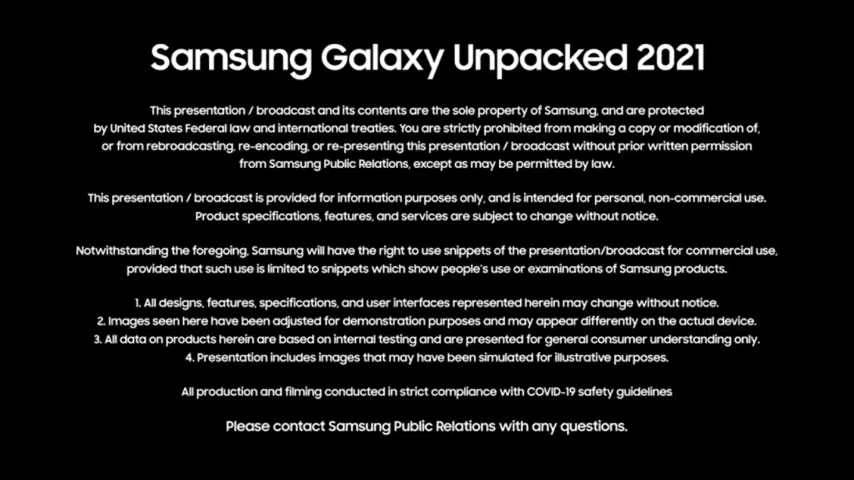 Samsung Galaxy Unpacked 2021
This presentation / broadcast and its contents are the sole property of Samsung, and are protected
by United States Federal law and international treaties. You are strictly prohibited from making a copy or modification of,
or from rebroadcasting, re-encoding, or re-presenting this presentation / broadcast without prior written permission
from Samsung Public Relations, except as may be permitted by law.
This presentation / broadcast is provided for information purposes only, and is intended for personal, non-commercial use.
Product specifications, features, and services are subject to change without notice.
Notwithstanding the foregoing, Samsung will have the right to use snippets of the presentation/broadcast for commercial use,
provided that such use is limited to snippets which show people's use or examinations of Samsung products.
1. All designs, features, specifications, and user interfaces represented herein may change without notice.
2. Images seen here have been adjusted for demonstration purposes and may appear differently on the actual device.
3. All data on products herein are based on internal testing and are presented for general consumer understanding only.
4. Presentation includes images that may have been simulated for illustrative purposes.
All production and filming conducted in strict compliance with COVID-19 safety guidelines
Please contact Samsung Public Relations with any questions.